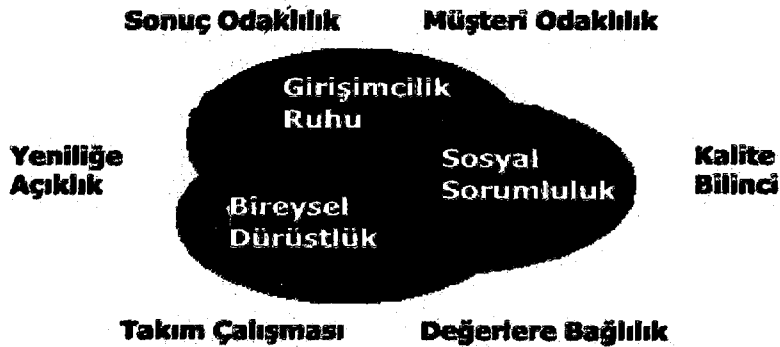 Sonuç Odaklılık Müşteri Odaklılık
Girişimcilik
Ruhu
Yeniliğe
Açıklık
Sosyal
Sorumluluk
Kalite
Bilinci
Bireysel
Dürüstlük
Takım Çalışması Değerlere Bağlılık